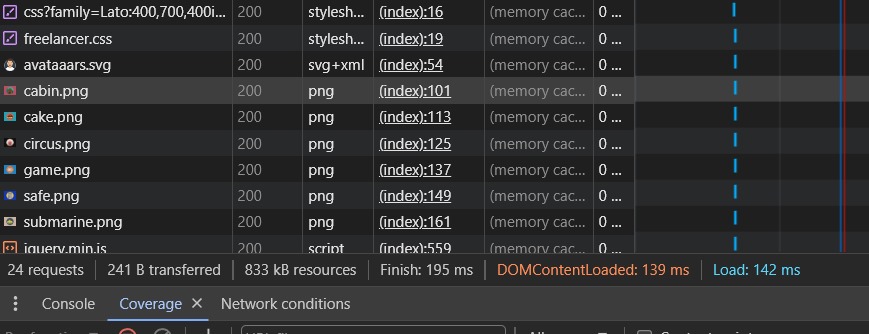 css?family=Lato:400,700,400i... 200 stylesh... (index):16 (memory cac... 0 ...
freelancer.css 200 stylesh... (index):19 (memory cac... 0 ...
avataaars.svg 200 svg+xml (index):54 (memory cac... 0 ...
cabin.png 200 png (index):101 (memory cac... 0 ...
cake.png 200 png (index):113 (memory cac... 0 ...
circus.png 200 png (index):125 (memory cac... 0 ...
game.png 200 png (index):137 (memory cac... 0 ...
safe.png 200 png (index):149 (memory cac... 0 ...
submarine.png 200 png (index):161 (memory cac... 0 ...
jquery.min.js 200 script (index):559 (memory cac... 0 ...
24 requests 241 B transferred 833 kB resources Finish: 195 ms DOMContentLoaded: 139 ms Load: 142 ms
Console Coverage Network conditions